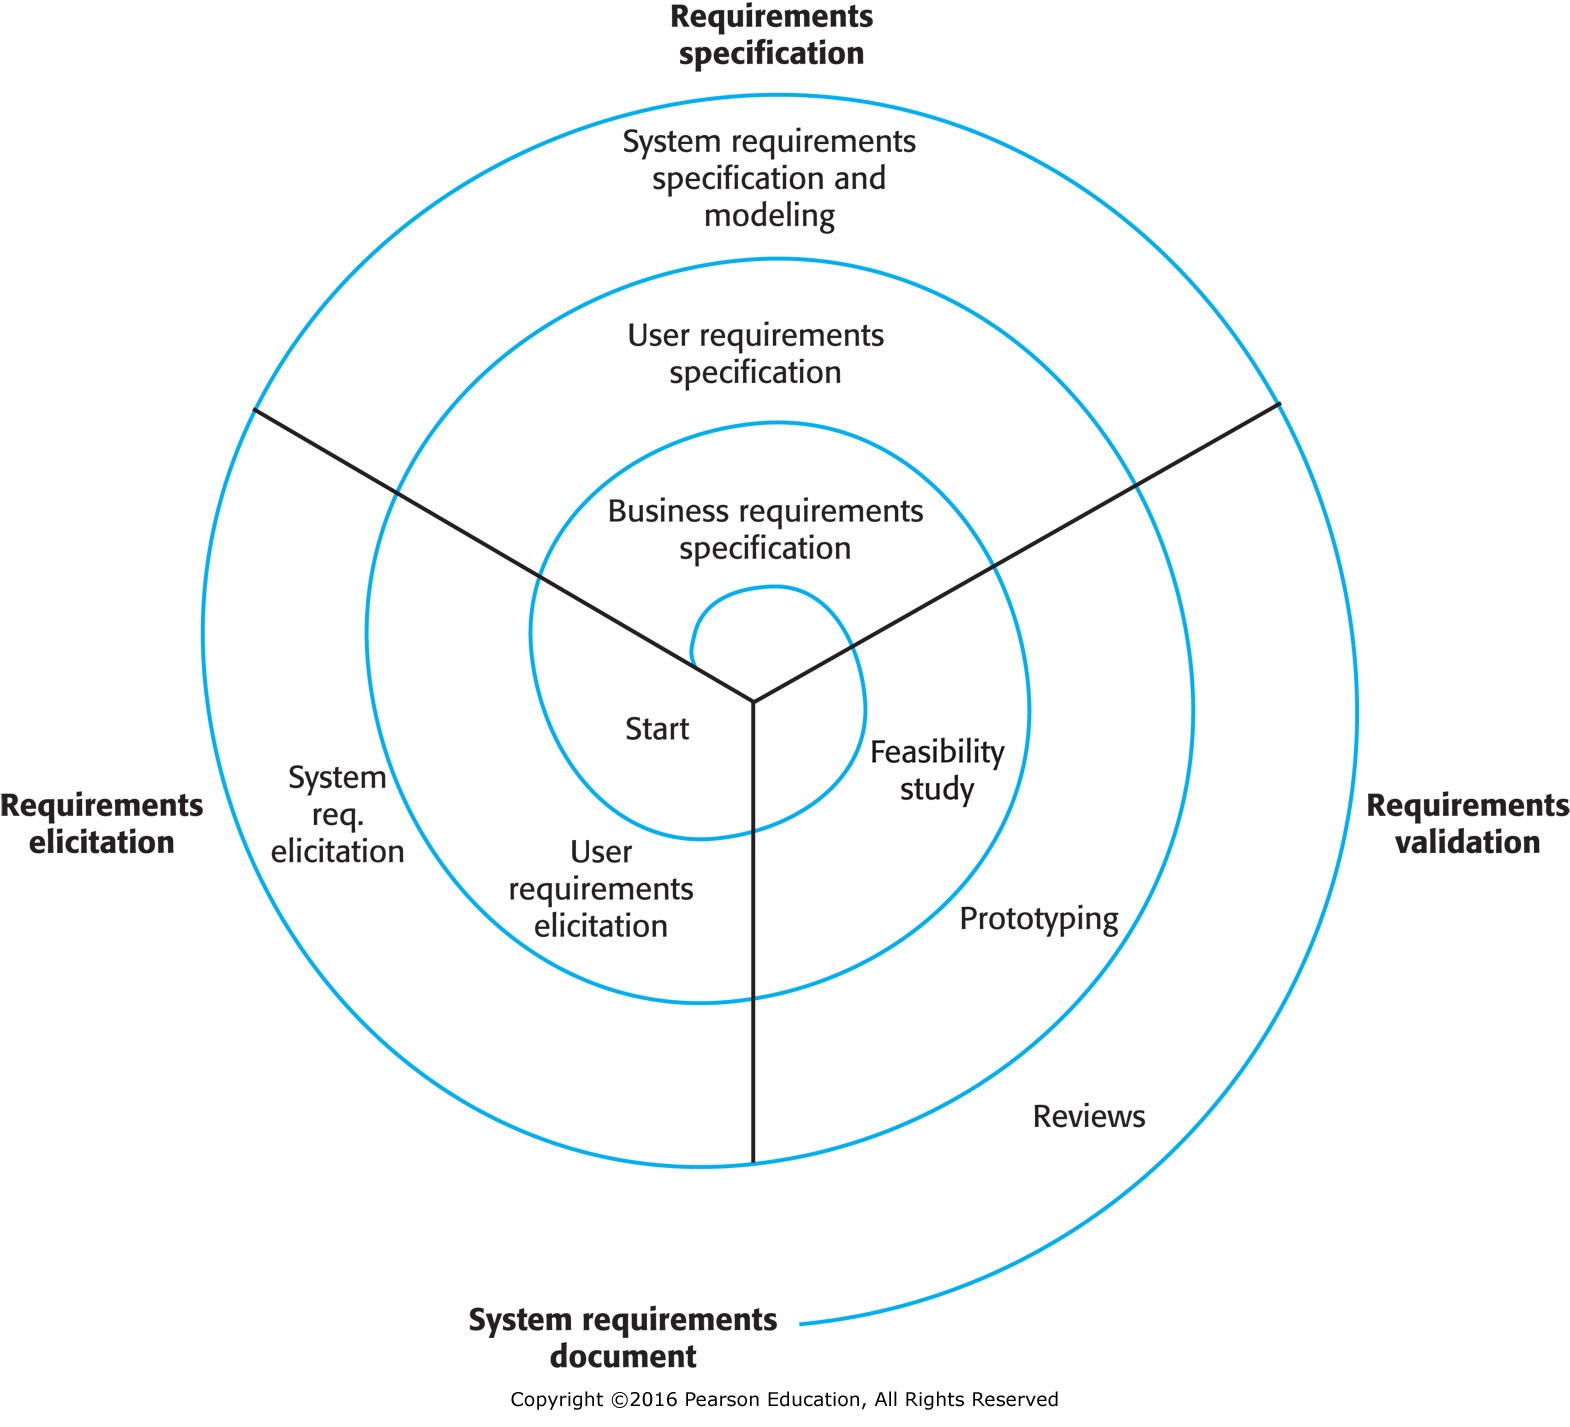 Requirements
specification
System requirements
specification and
modeling
User requirements
specification
Business requirements
specification
Start
Feasibility
study
System
req.
elicitation
Requirements
elicitation
User
requirements
elicitation
Prototyping
Requirements
validation
Reviews
System requirements
document
Copyright ©2016 Pearson Education, All Rights Reserved